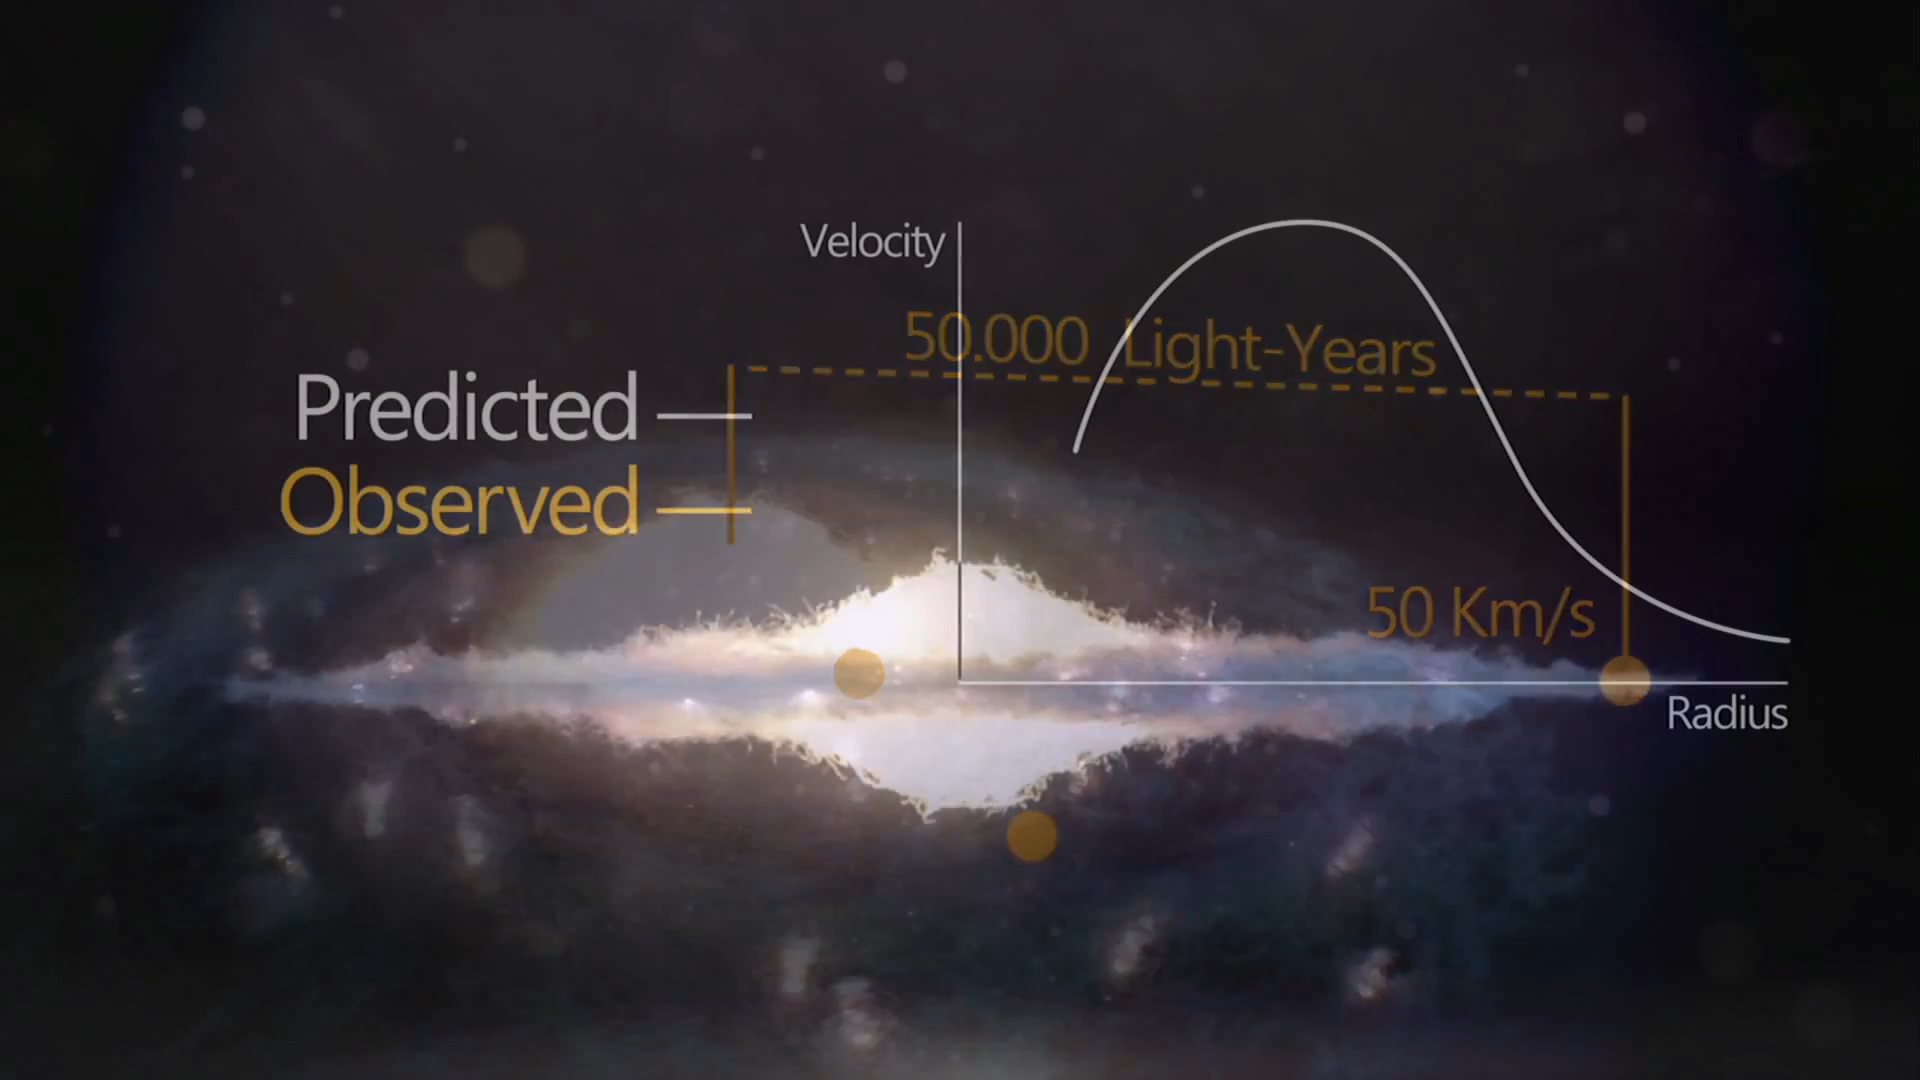 Velocity
50.000 Light-Years
Predicted
Observed
50 Km/s
Radius